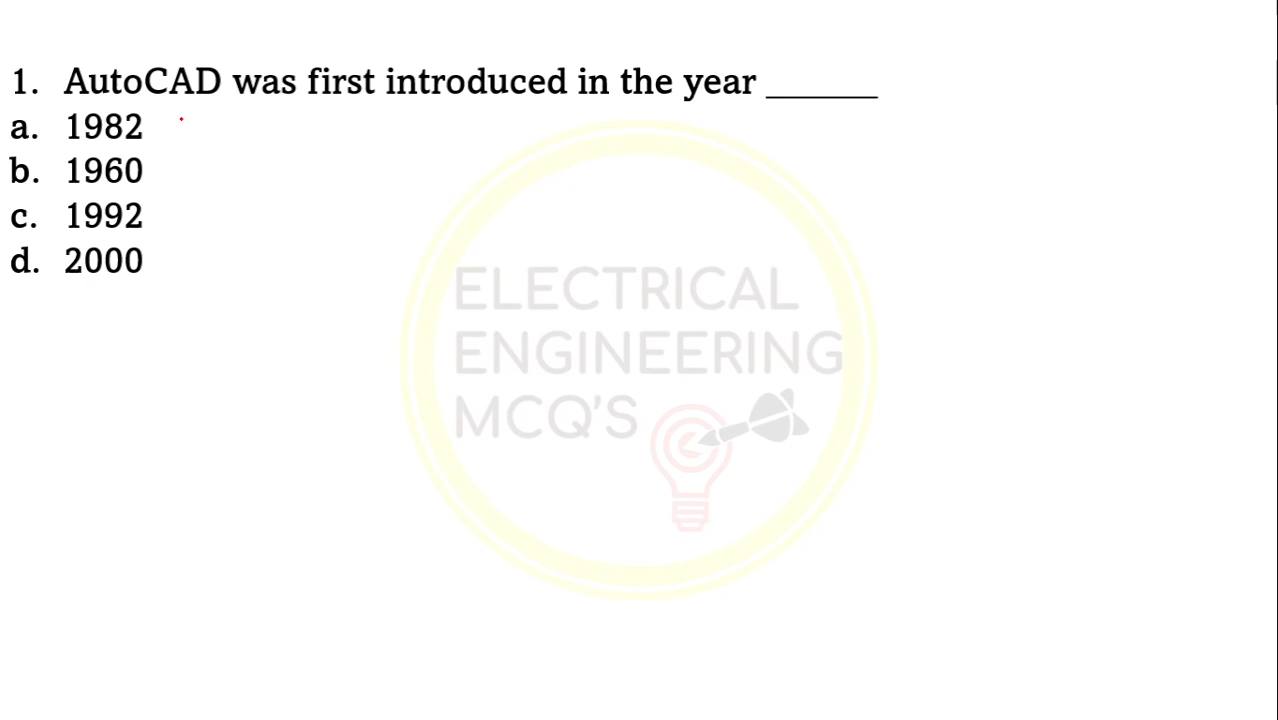 1. AutoCAD was first introduced in the year ______
a. 1982
b. 1960
c. 1992
d. 2000
ELECTRICAL
ENGINEERING
MCQ'S